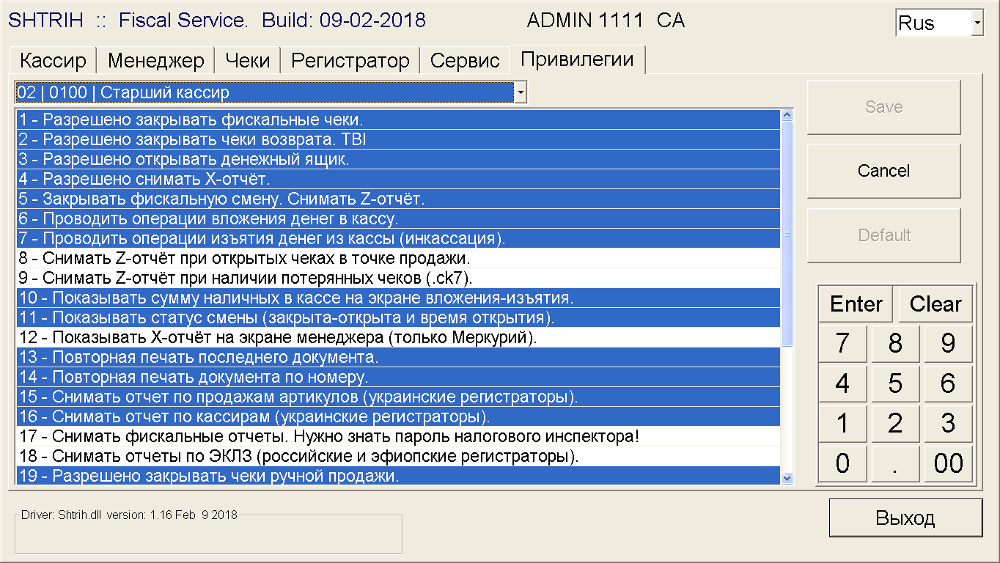 SHTRIH :: Fiscal Service. Build: 09-02-2018 ADMIN 1111 CA Rus
Кассир Менеджер Чеки Регистратор Сервис Привилегии
02 | 0100 | Старший кассир
1 - Разрешено закрывать фискальные чеки.
2 - Разрешено закрывать чеки возврата. TBI
3 - Разрешено открывать денежный ящик.
4 - Разрешено снимать X-отчёт.
5 - Закрывать фискальную смену. Снимать Z-отчёт.
6 - Проводить операции вложения денег в кассу.
7 - Проводить операции изъятия денег из кассы (инкассация).
8 - Снимать Z-отчёт при открытых чеках в точке продажи.
9 - Снимать Z-отчёт при наличии потерянных чеков (.ck7).
10 - Показывать сумму наличных в кассе на экране вложения-изъятия.
11 - Показывать статус смены (закрыта-открыта и время открытия).
12 - Показывать X-отчёт на экране менеджера (только Меркурий).
13 - Повторная печать последнего документа.
14 - Повторная печать документа по номеру.
15 - Снимать отчет по продажам артикулов (украинские регистраторы).
16 - Снимать отчет по кассирам (украинские регистраторы).
17 - Снимать фискальные отчеты. Нужно знать пароль налогового инспектора!
18 - Снимать отчеты по ЭКЛЗ (российские и эфиопские регистраторы).
19 - Разрешено закрывать чеки ручной продажи.
Save
Cancel
Default
Enter Clear
7 8 9
4 5 6
1 2 3
0 . 00
Driver: Shtrih.dll version: 1.16 Feb 9 2018
Выход